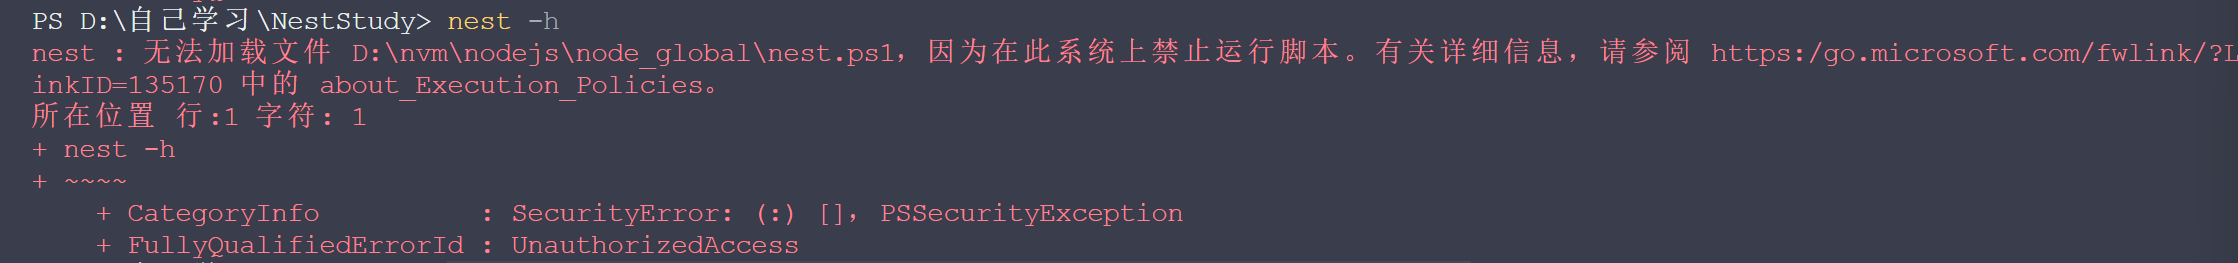 PS D:\自己学习\NestStudy> nest -h
nest : 无法加载文件 D:\nvm\nodejs\node_global\nest.ps1，因为在此系统上禁止运行脚本。有关详细信息，请参阅 https:/go.microsoft.com/fwlink/?L
inkID=135170 中的 about_Execution_Policies。
所在位置 行:1 字符: 1
+ nest -h
+ ~~~~
    + CategoryInfo          : SecurityError: (:) [], PSSecurityException
    + FullyQualifiedErrorId : UnauthorizedAccess